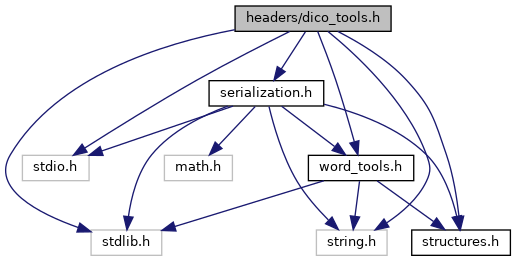 headers/dico_tools.h
serialization.h
stdio.h
math.h
word_tools.h
stdlib.h
string.h
structures.h